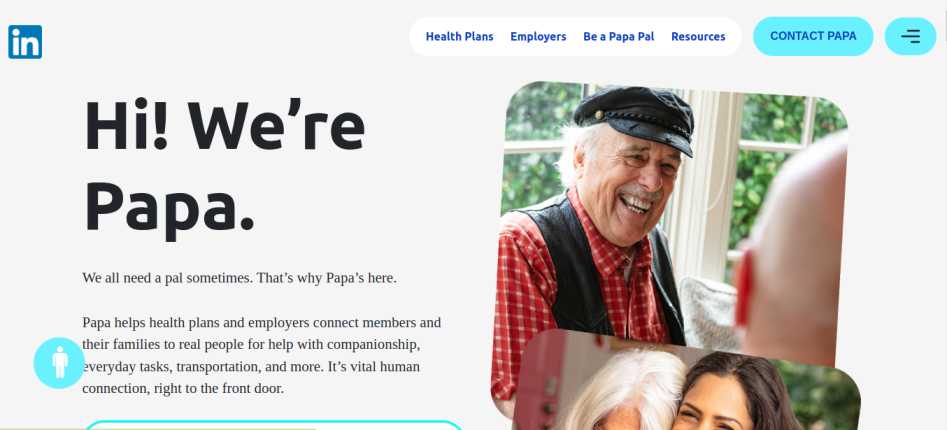 in
Health Plans Employers Be a Papa Pal Resources CONTACT PAPA
Hi! We’re
Papa.
We all need a pal sometimes. That’s why Papa’s here.
Papa helps health plans and employers connect members and
their families to real people for help with companionship,
everyday tasks, transportation, and more. It’s vital human
connection, right to the front door.